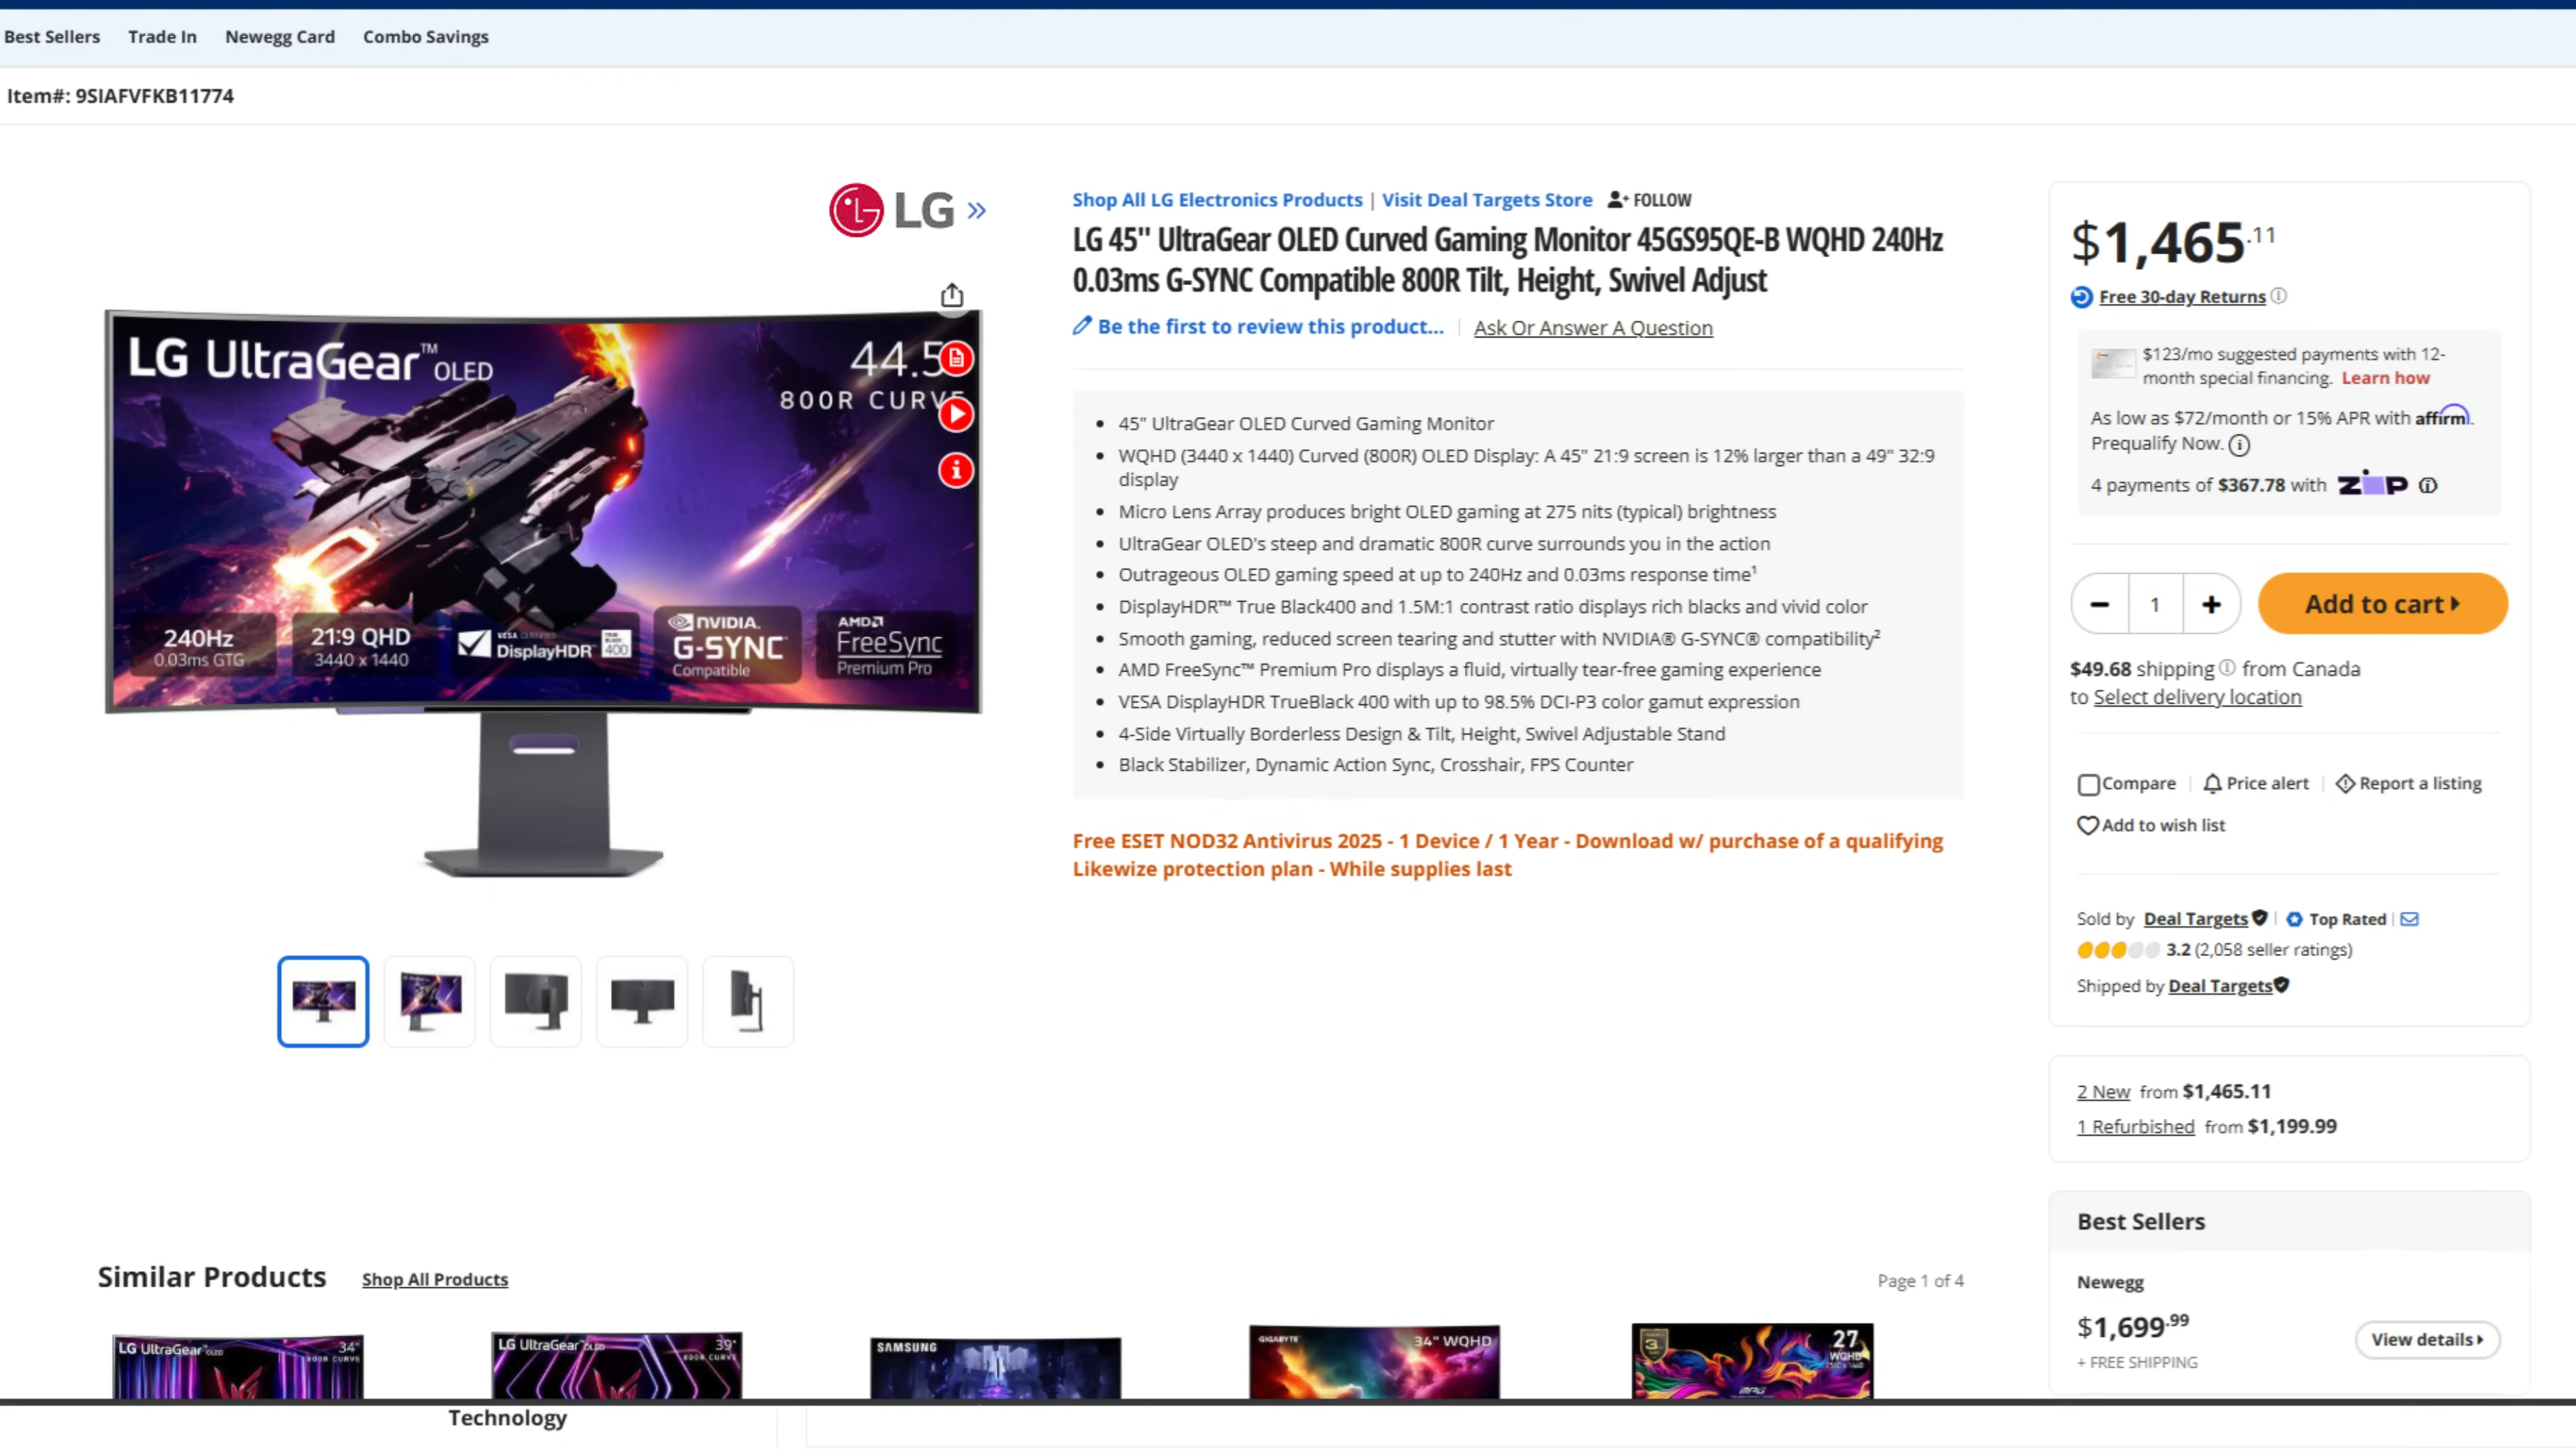 Best Sellers Trade In Newegg Card Combo Savings
Item#: 9SIAFVFKB11774
LG
LG UltraGear™ OLED
44.5
800R CURVE
240Hz
0.03ms GTG
21:9 QHD
3440 x 1440
VESA CERTIFIED
DisplayHDR™
TRUE BLACK 400
NVIDIA.
G-SYNC
Compatible
AMD
FreeSync
Premium Pro
Shop All LG Electronics Products | Visit Deal Targets Store FOLLOW
LG 45" UltraGear OLED Curved Gaming Monitor 45GS95QE-B WQHD 240Hz
0.03ms G-SYNC Compatible 800R Tilt, Height, Swivel Adjust
Be the first to review this product... | Ask Or Answer A Question
• 45" UltraGear OLED Curved Gaming Monitor
• WQHD (3440 x 1440) Curved (800R) OLED Display: A 45" 21:9 screen is 12% larger than a 49" 32:9
display
• Micro Lens Array produces bright OLED gaming at 275 nits (typical) brightness
• UltraGear OLED's steep and dramatic 800R curve surrounds you in the action
• Outrageous OLED gaming speed at up to 240Hz and 0.03ms response time¹
• DisplayHDR™ True Black400 and 1.5M:1 contrast ratio displays rich blacks and vivid color
• Smooth gaming, reduced screen tearing and stutter with NVIDIA® G-SYNC® compatibility²
• AMD FreeSync™ Premium Pro displays a fluid, virtually tear-free gaming experience
• VESA DisplayHDR TrueBlack 400 with up to 98.5% DCI-P3 color gamut expression
• 4-Side Virtually Borderless Design & Tilt, Height, Swivel Adjustable Stand
• Black Stabilizer, Dynamic Action Sync, Crosshair, FPS Counter
Free ESET NOD32 Antivirus 2025 - 1 Device / 1 Year - Download w/ purchase of a qualifying
Likewize protection plan - While supplies last
$1,465.11
Free 30-day Returns
$123/mo suggested payments with 12-
month special financing. Learn how
As low as $72/month or 15% APR with affirm.
Prequalify Now.
4 payments of $367.78 with ZIP
1
Add to cart
$49.68 shipping from Canada
to Select delivery location
Compare | Price alert | Report a listing
Add to wish list
Sold by Deal Targets | Top Rated |
3.2 (2,058 seller ratings)
Shipped by Deal Targets
2 New from $1,465.11
1 Refurbished from $1,199.99
Best Sellers
Newegg
$1,699.99
View details
+ FREE SHIPPING
Similar Products Shop All Products
Page 1 of 4
LG UltraGear OLED
34"
800R CURVE
LG UltraGear OLED
39"
800R CURVE
SAMSUNG
GIGABYTE
34" WQHD
3
27
WQHD
MPG
Technology